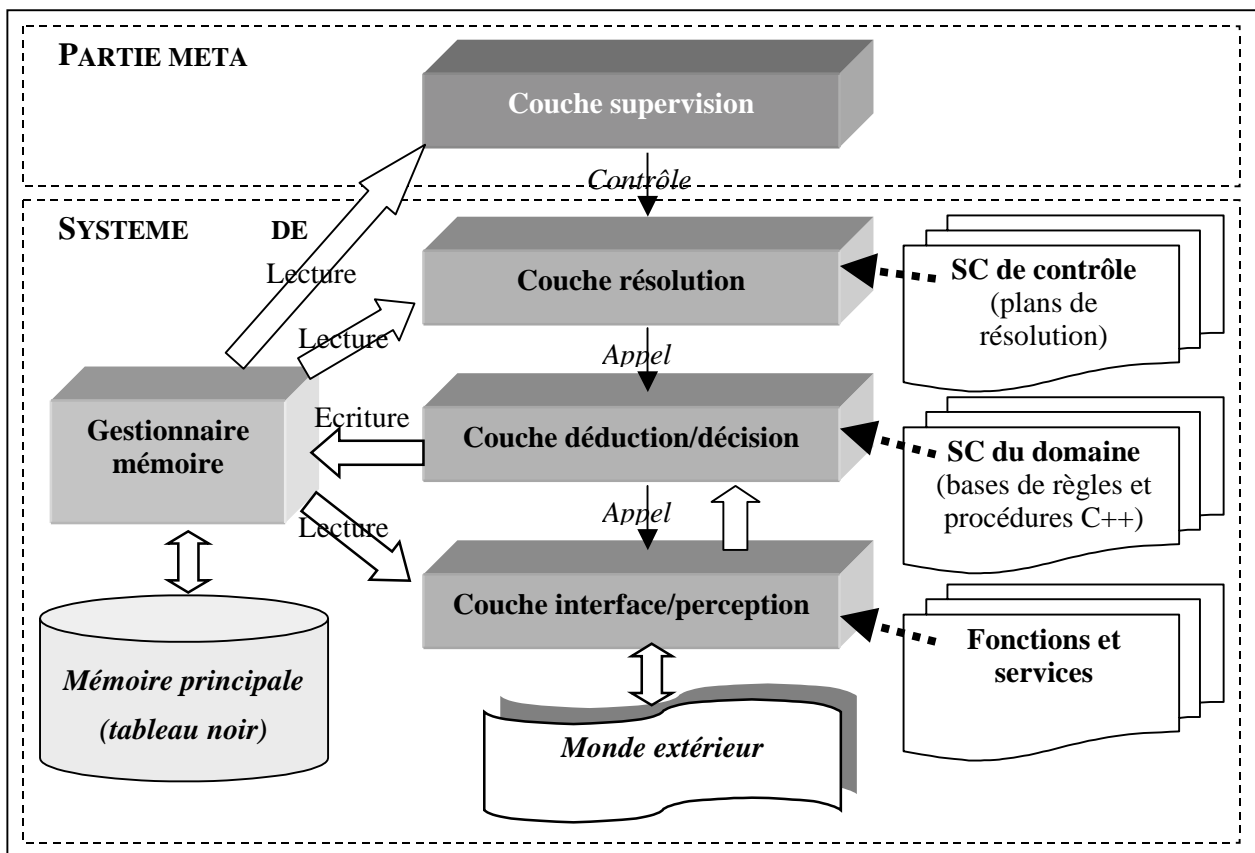 PARTIE META
Couche supervision
Contrôle
SYSTEME DE
Lecture
Couche résolution
SC de contrôle
(plans de
résolution)
Lecture
Appel
Gestionnaire
mémoire
Ecriture
Couche déduction/décision
SC du domaine
(bases de règles et
procédures C++)
Lecture
Appel
Couche interface/perception
Fonctions et
services
Mémoire principale
(tableau noir)
Monde extérieur